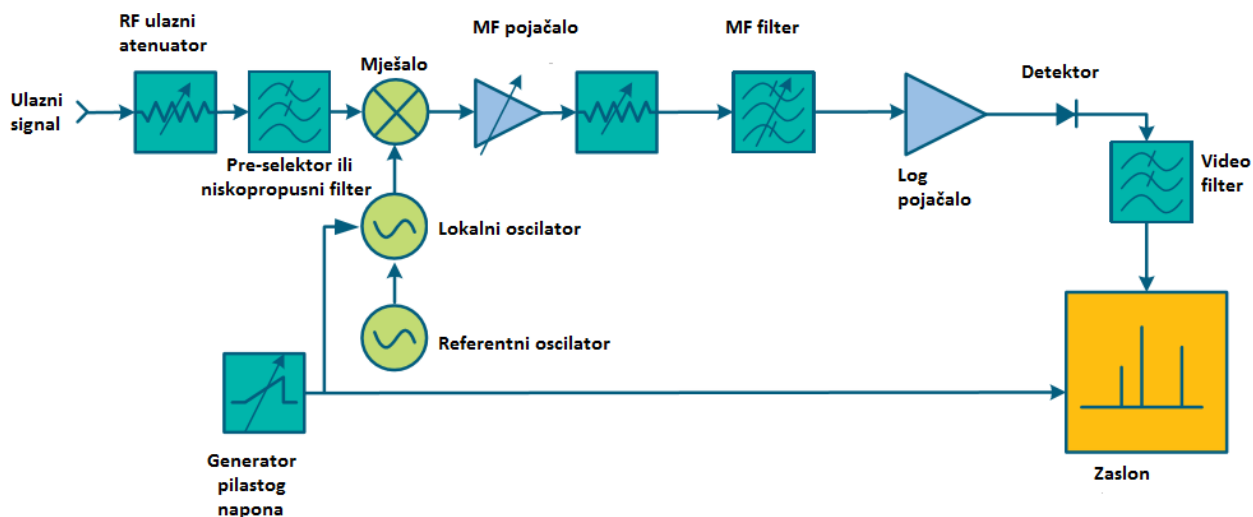 RF ulazni
atenuator
MF pojačalo
MF filter
Mješalo
Detektor
Ulazni
signal
Pre-selektor ili
niskopropusni filter
Log
pojačalo
Video
filter
Lokalni oscilator
Referentni oscilator
Generator
pilastog
napona
Zaslon